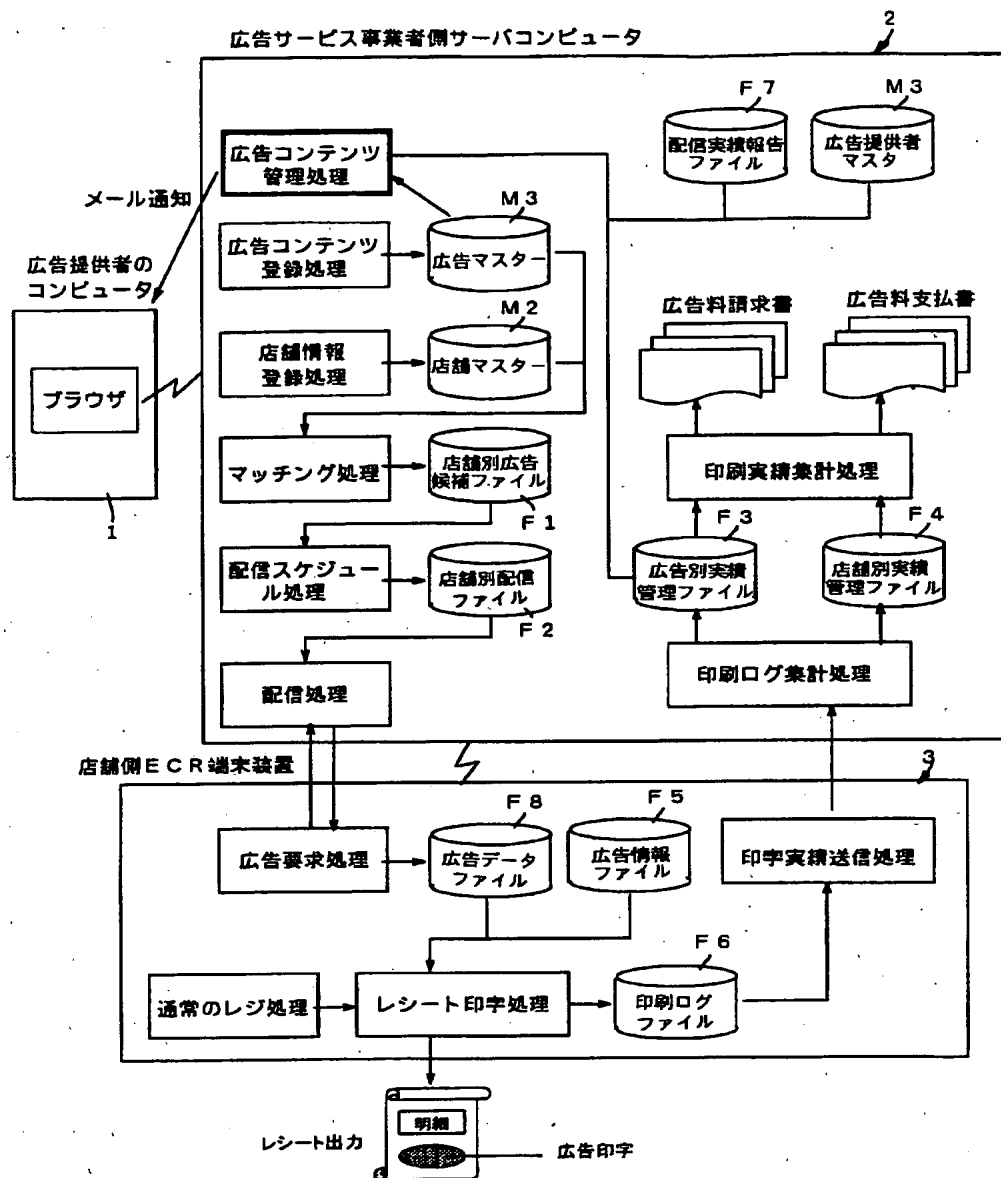 広告サービス事業者側サーバコンピュータ
2
F7
M3
配信実績報告
ファイル
広告提供者
マスタ
広告コンテンツ
管理処理
メール通知
M3
広告コンテンツ
登録処理
広告マスター
広告提供者の
コンピュータ
M2
店舗情報
登録処理
店舗マスター
広告料請求書
広告料支払書
ブラウザ
1
マッチング処理
店舗別広告
候補ファイル
F1
印刷実績集計処理
F3
F4
配信スケジュー
ル処理
店舗別配信
ファイル
F2
広告別実績
管理ファイル
店舗別実績
管理ファイル
配信処理
印刷ログ集計処理
店舗側ECR端末装置
3
F8
F5
広告要求処理
広告データ
ファイル
広告情報
ファイル
印字実績送信処理
F6
通常のレジ処理
レシート印字処理
印刷ログ
ファイル
明細
レシート出力
広告印字